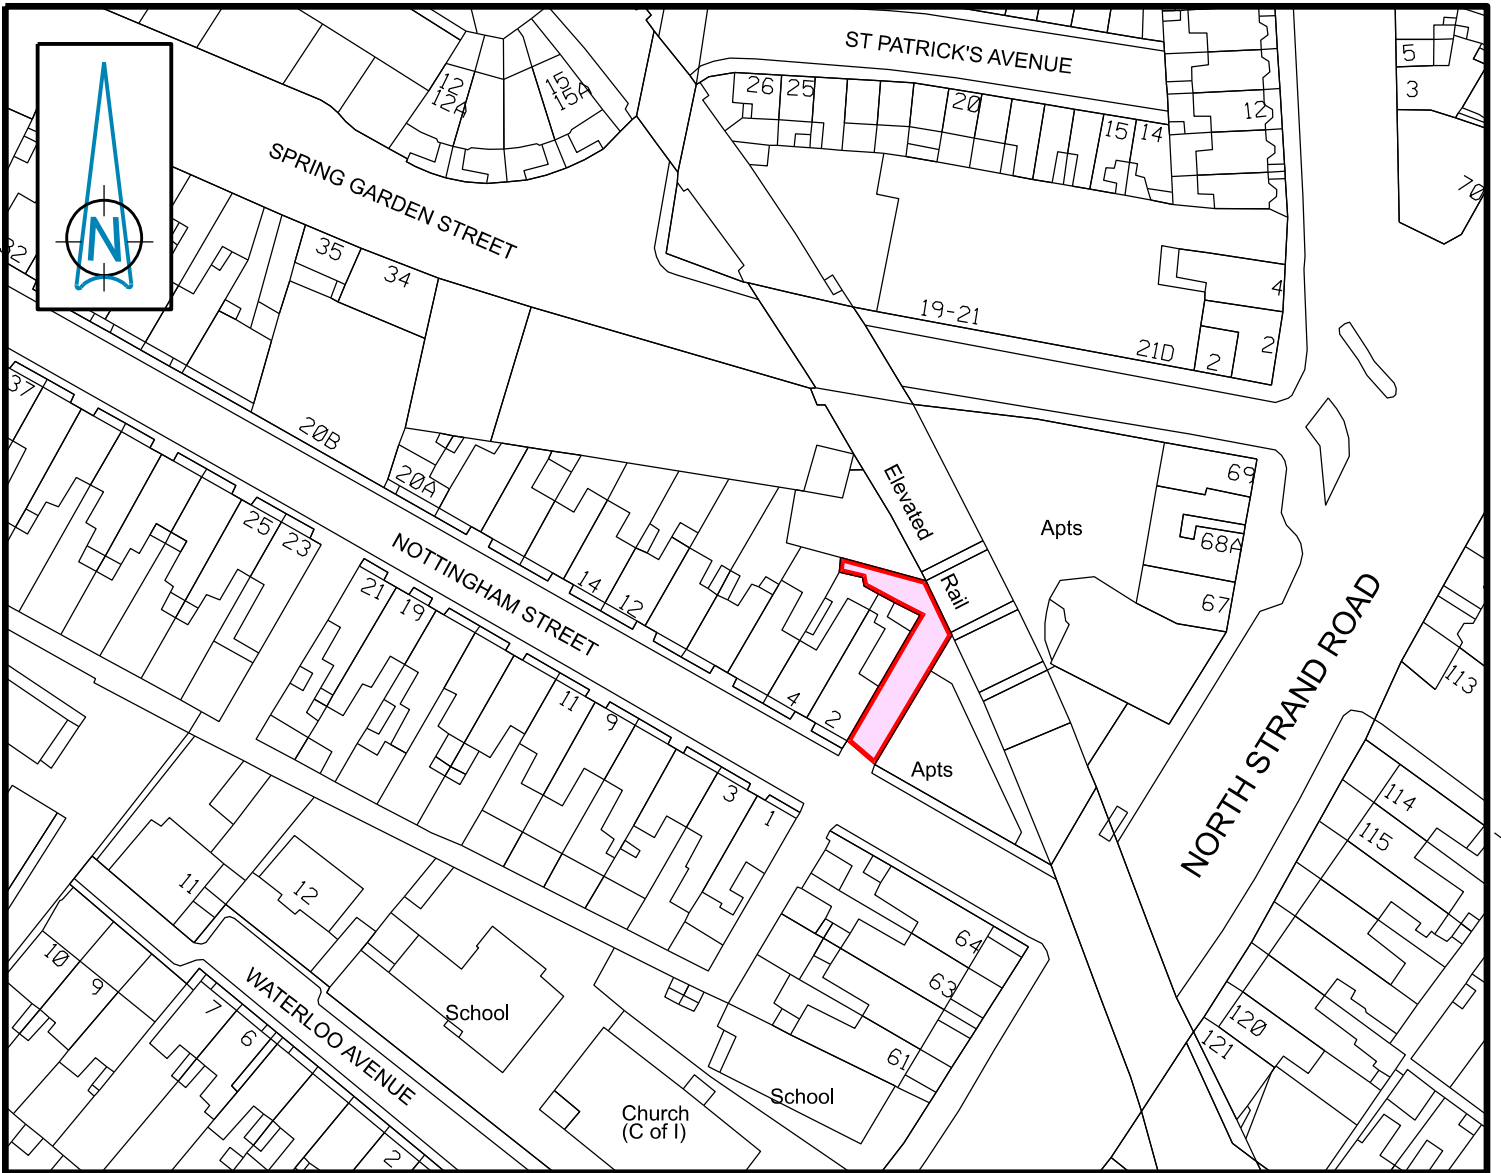 ST PATRICK'S AVENUE
5
3
12
12A
15
15A
26
25
20
15
14
12
70
SPRING GARDEN STREET
N
32
35
34
4
19-21
21D
2
2
37
20B
20A
Elevated
Rail
Apts
69
68A
67
25
23
NOTTINGHAM STREET
14
12
21
19
11
9
4
2
3
1
Apts
NORTH STRAND ROAD
113
114
115
11
12
64
63
61
10
9
7
6
2
WATERLOO AVENUE
School
School
Church
(C of I)
120
121